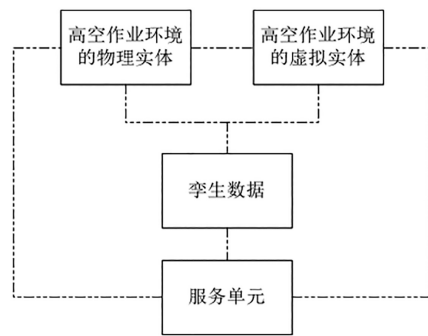 高空作业环境
的物理实体
高空作业环境
的虚拟实体
孪生数据
服务单元